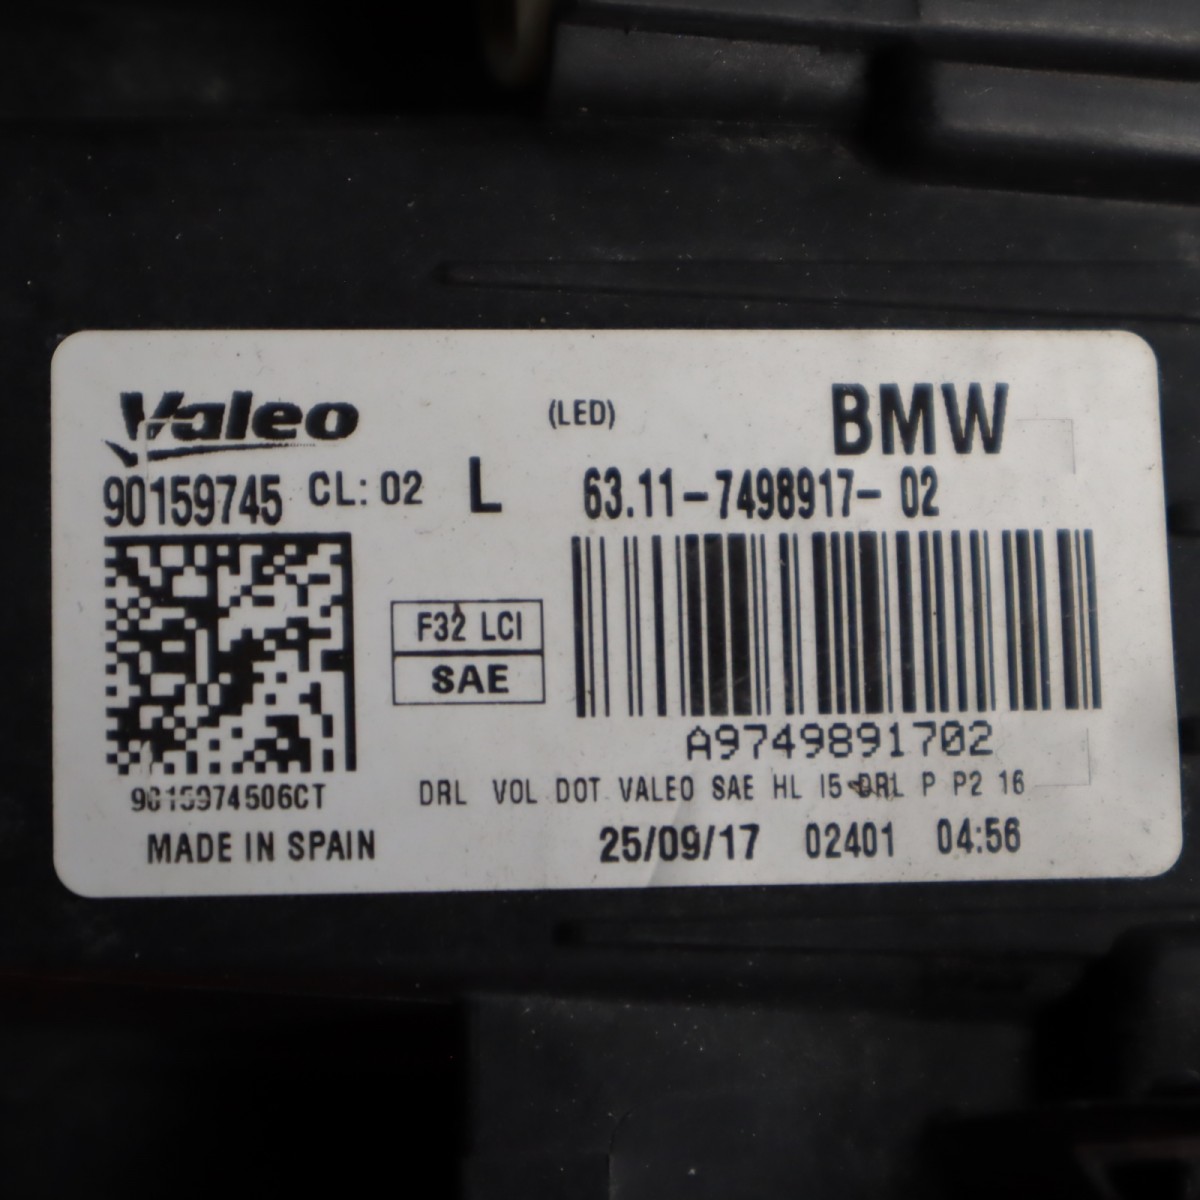 Valeo (LED) BMW
90159745 CL: 02 L 63.11-7498917-02
F32 LCI
SAE
A9749891702
9015974506CT DRL VOL DOT VALEO SAE HL I5 DRL P P2 16
MADE IN SPAIN 25/09/17 02401 04:56